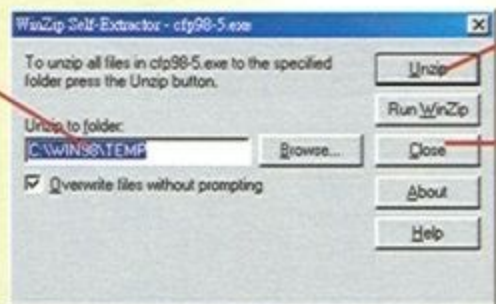 WinZip Self-Extractor - cfp98-5.exe
To unzip all files in cfp98-5.exe to the specified
folder press the Unzip button.
Unzip to folder:
C:\WIN98\TEMP
Browse...
Overwrite files without prompting
Unzip
Run WinZip
Close
About
Help